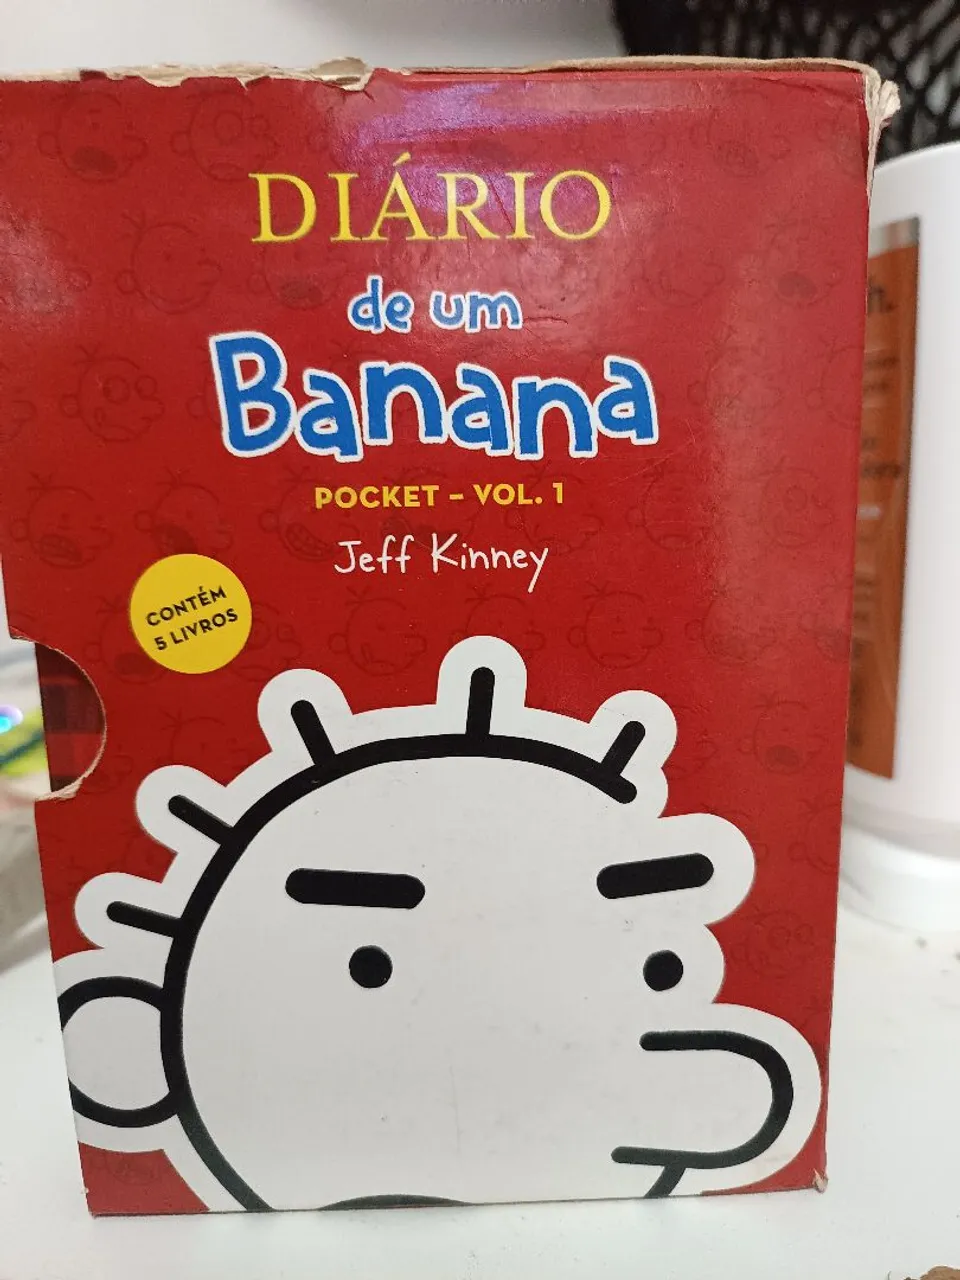 DIÁRIO
de um
Banana
POCKET – VOL. 1
Jeff Kinney
CONTÉM
5 LIVROS
h.